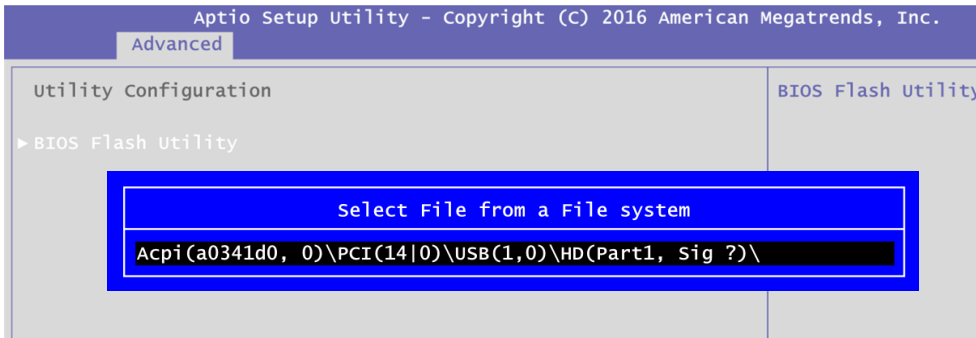 Aptio Setup Utility - Copyright (C) 2016 American Megatrends, Inc.
Advanced
Utility Configuration
BIOS Flash Utility
►BIOS Flash Utility
Select File from a File system
Acpi(a0341d0, 0)\PCI(14|0)\USB(1,0)\HD(Part1, Sig ?)\